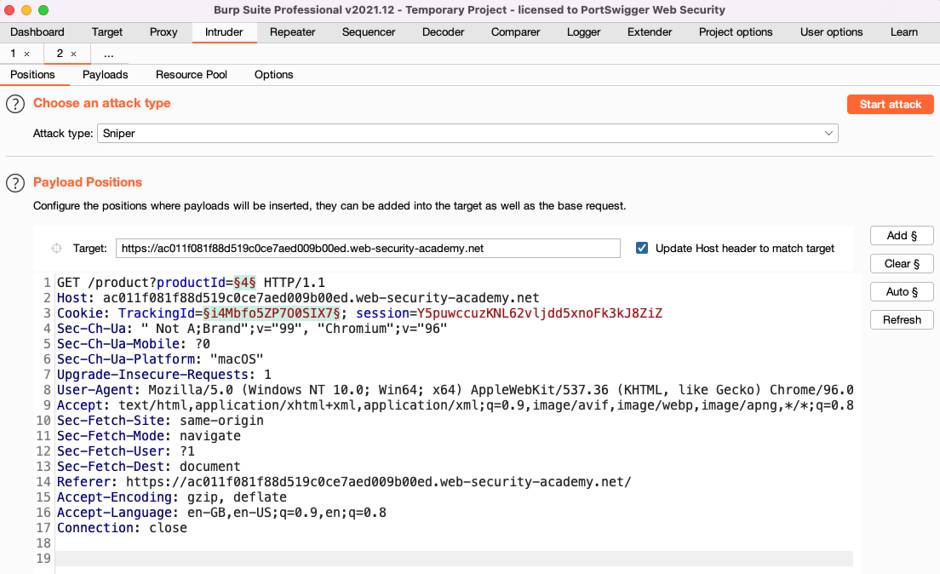 Burp Suite Professional v2021.12 - Temporary Project - licensed to PortSwigger Web Security
Dashboard Target Proxy Intruder Repeater Sequencer Decoder Comparer Logger Extender Project options User options Learn
1 × 2 × ...
Positions Payloads Resource Pool Options
? Choose an attack type Start attack
Attack type: Sniper
? Payload Positions
Configure the positions where payloads will be inserted, they can be added into the target as well as the base request.
Target: https://ac011f081f88d519c0ce7aed009b00ed.web-security-academy.net Update Host header to match target
Add §
Clear §
Auto §
Refresh
1 GET /product?productId=§4§ HTTP/1.1
2 Host: ac011f081f88d519c0ce7aed009b00ed.web-security-academy.net
3 Cookie: TrackingId=§i4Mbfo5ZP7O0SIX7§; session=Y5puwccuzKNL62vljdd5xnoFk3kJ8ZiZ
4 Sec-Ch-Ua: " Not A;Brand";v="99", "Chromium";v="96"
5 Sec-Ch-Ua-Mobile: ?0
6 Sec-Ch-Ua-Platform: "macOS"
7 Upgrade-Insecure-Requests: 1
8 User-Agent: Mozilla/5.0 (Windows NT 10.0; Win64; x64) AppleWebKit/537.36 (KHTML, like Gecko) Chrome/96.0
9 Accept: text/html,application/xhtml+xml,application/xml;q=0.9,image/avif,image/webp,image/apng,*/*;q=0.8
10 Sec-Fetch-Site: same-origin
11 Sec-Fetch-Mode: navigate
12 Sec-Fetch-User: ?1
13 Sec-Fetch-Dest: document
14 Referer: https://ac011f081f88d519c0ce7aed009b00ed.web-security-academy.net/
15 Accept-Encoding: gzip, deflate
16 Accept-Language: en-GB,en-US;q=0.9,en;q=0.8
17 Connection: close
18
19